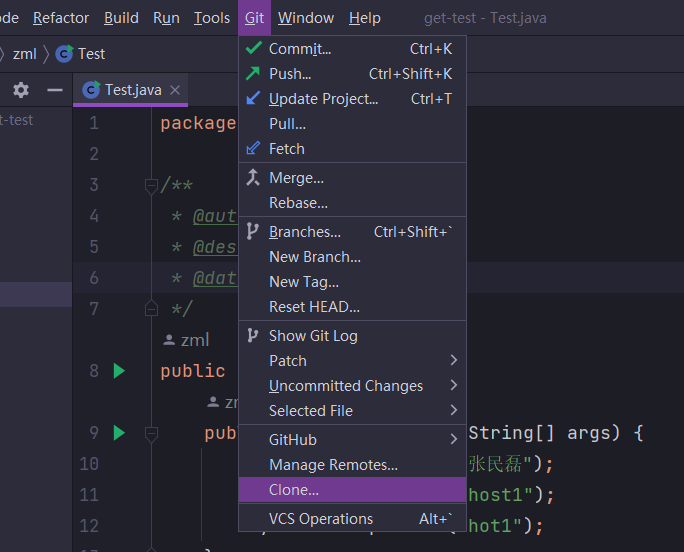 ode Refactor Build Run Tools Git Window Help get-test - Test.java
zml Test
Test.java
t-test
Commit... Ctrl+K
Push... Ctrl+Shift+K
Update Project... Ctrl+T
Pull...
Fetch
Merge...
Rebase...
Branches... Ctrl+Shift+`
New Branch...
New Tag...
Reset HEAD...
Show Git Log
Patch
Uncommitted Changes
Selected File
GitHub
Manage Remotes...
Clone...
VCS Operations Alt+`
1 package
2
3 /**
4 * @aut
5 * @des
6 * @dat
7 */
zml
8 public
zm
9 pub String[] args) {
10 张民磊");
11 host1");
12 hot1");